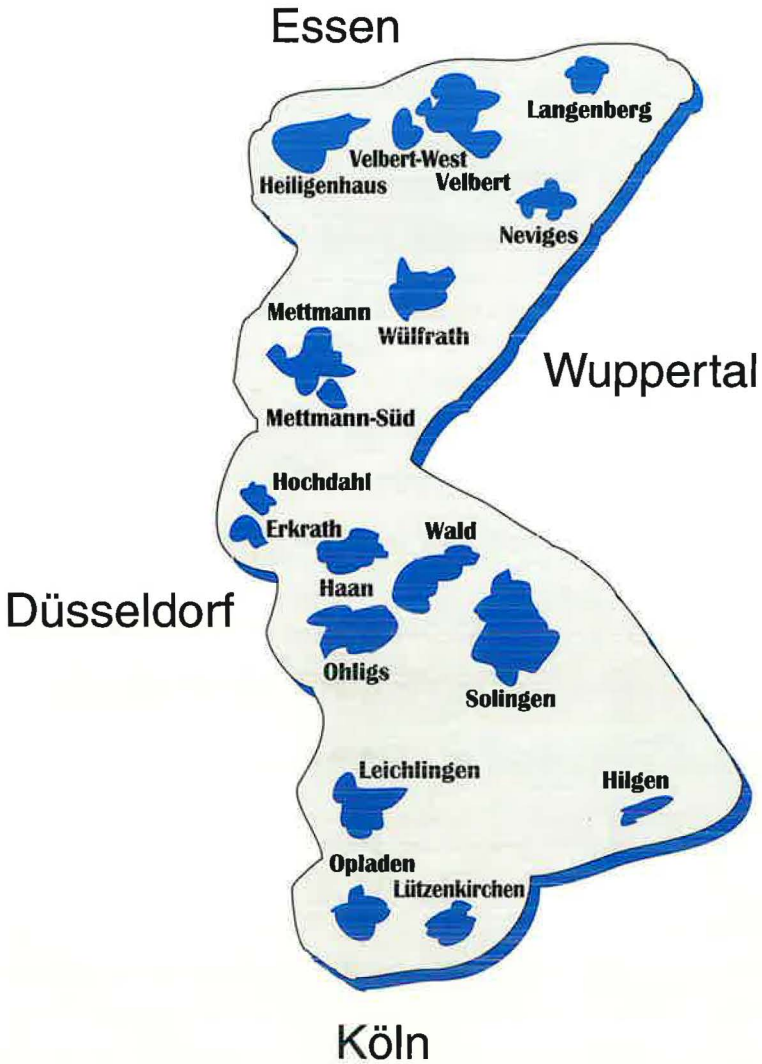 Essen
Langenberg
Velbert-West
Heiligenhaus
Velbert
Neviges
Mettmann
Wülfrath
Wuppertal
Mettmann-Süd
Hochdahl
Erkrath
Wald
Haan
Düsseldorf
Ohligs
Solingen
Leichlingen
Hilgen
Opladen
Lützenkirchen
Köln